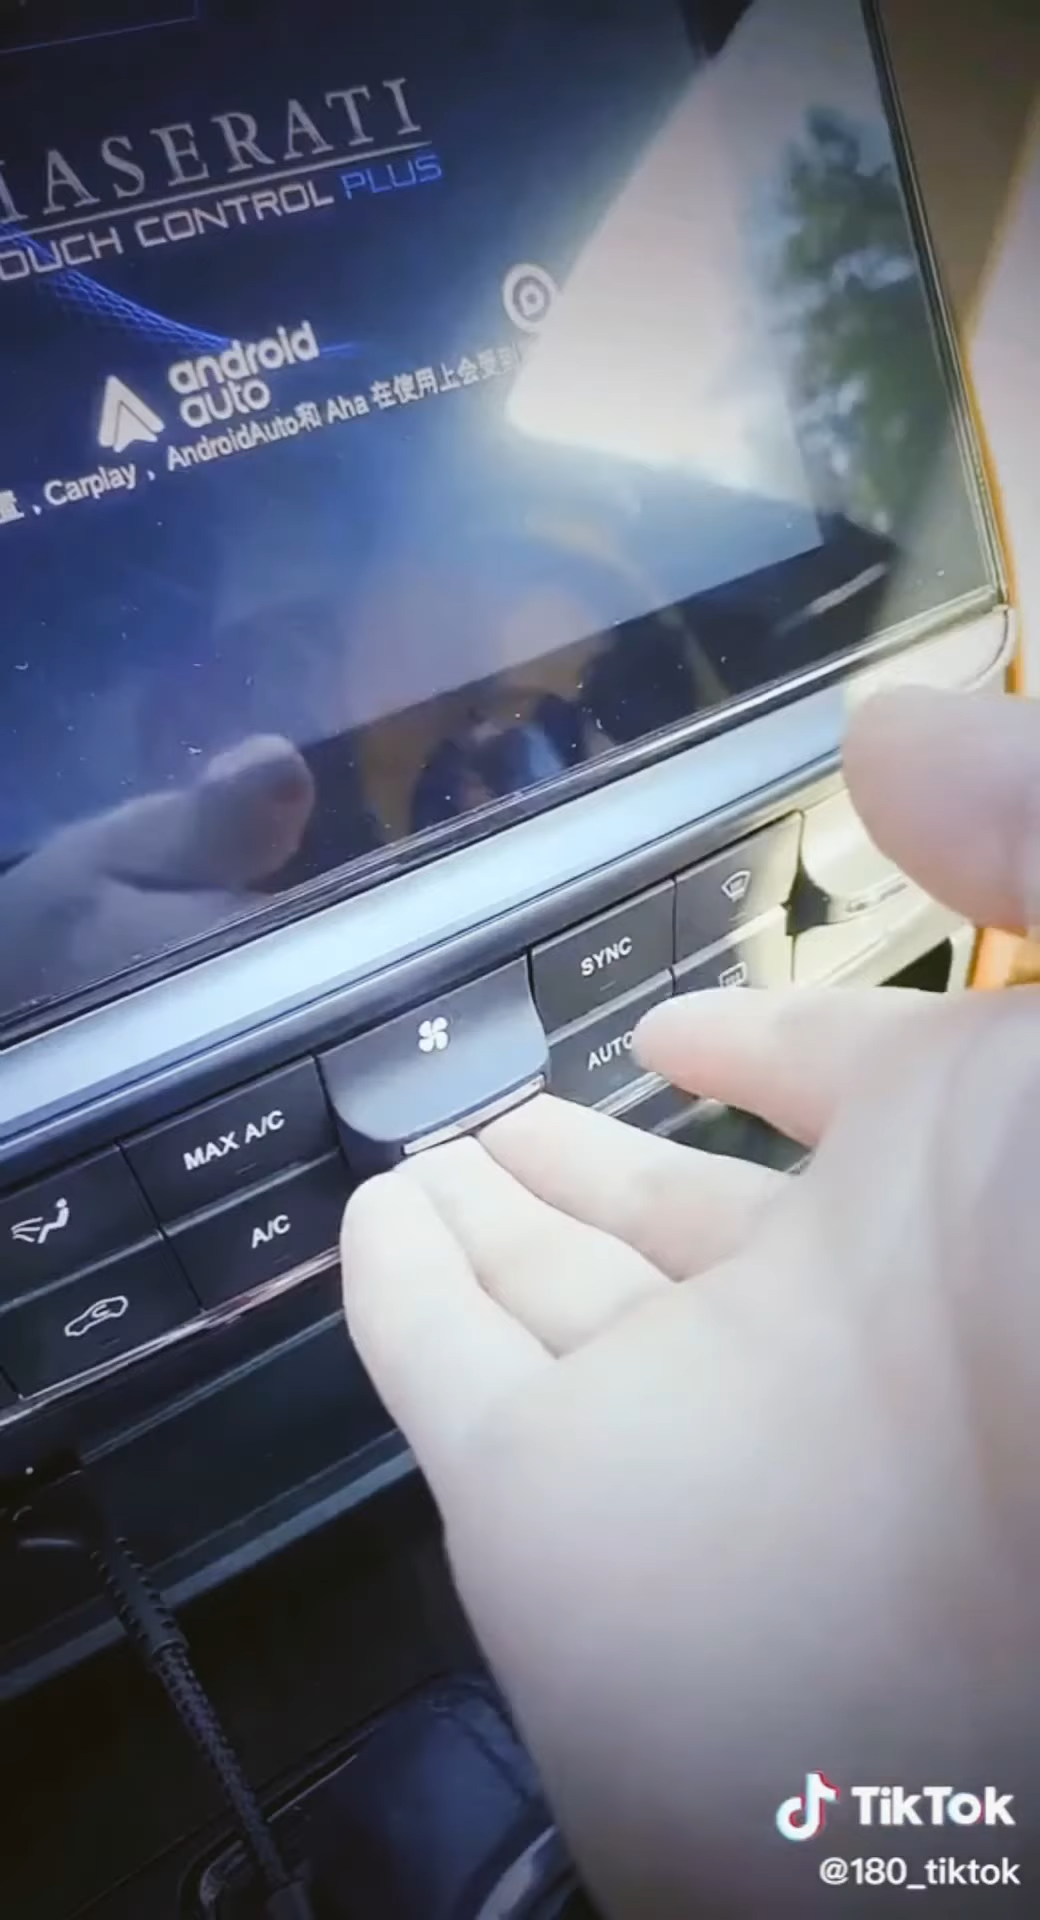 MASERATI
TOUCH CONTROL PLUS
android
auto
量，Carplay，AndroidAuto和 Aha 在使用上会受到
SYNC
AUTO
MAX A/C
A/C
TikTok
@180_tiktok